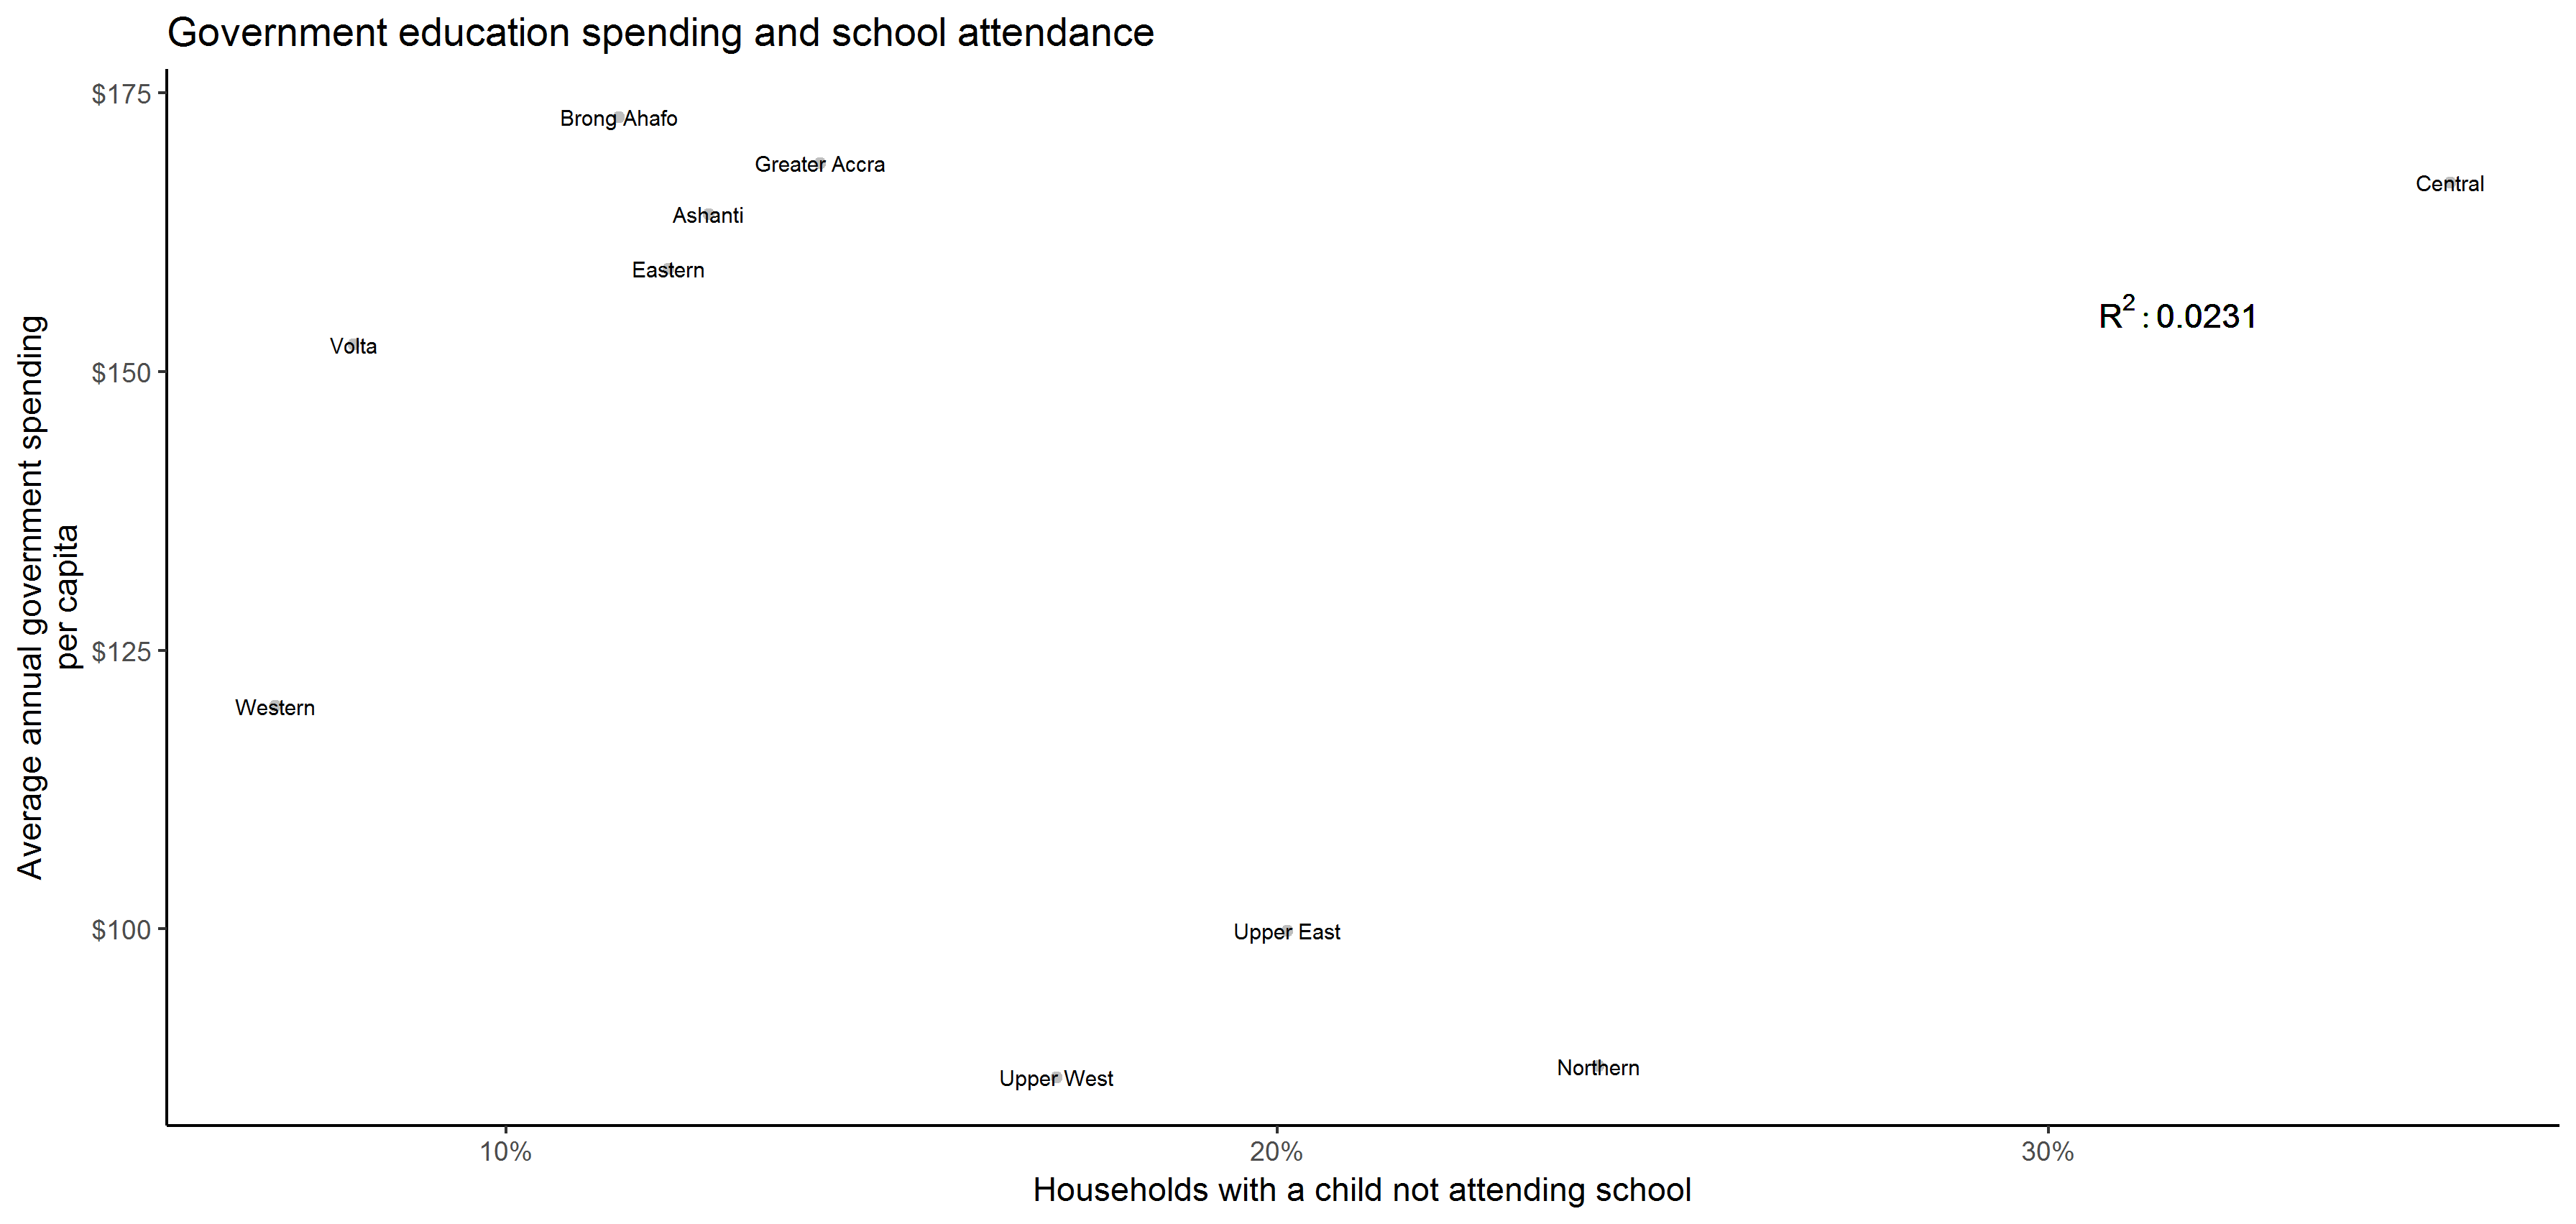 Government education spending and school attendance
$175
Brong Ahafo
Greater Accra
Central
Ashanti
Eastern
R²: 0.0231
Volta
$150
Average annual government spending
per capita
$125
Western
$100
Upper East
Northern
Upper West
10%
20%
30%
Households with a child not attending school